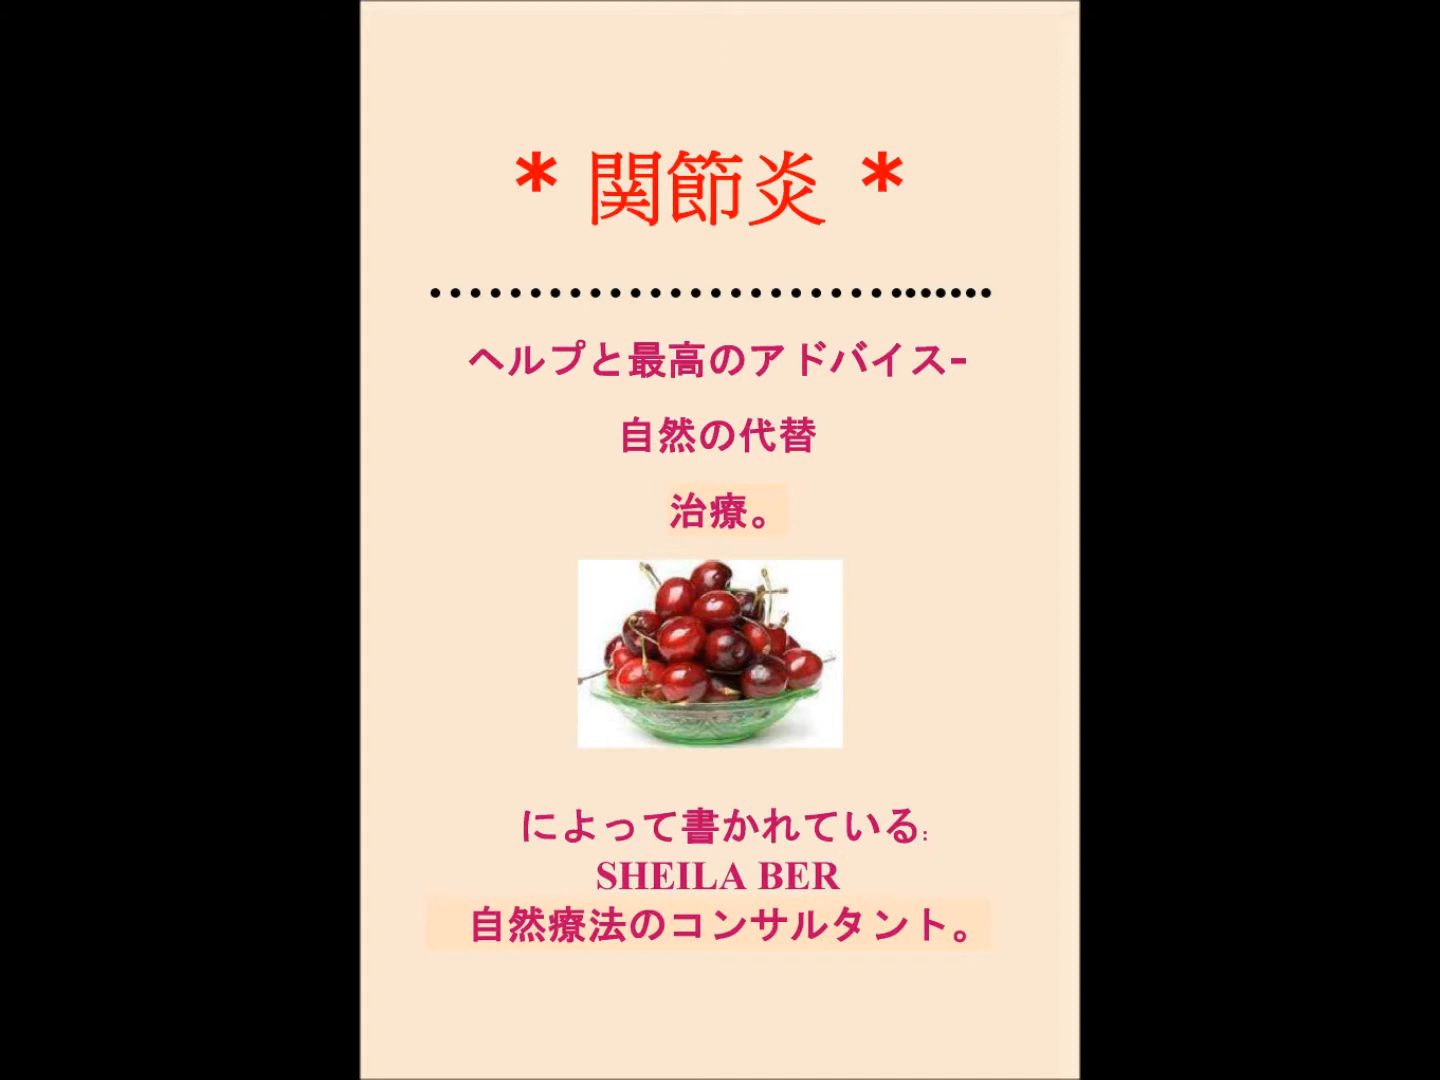 * 関節炎 *
..............................
ヘルプと最高のアドバイス-
自然の代替
治療。
によって書かれている:
SHEILA BER
自然療法のコンサルタント。